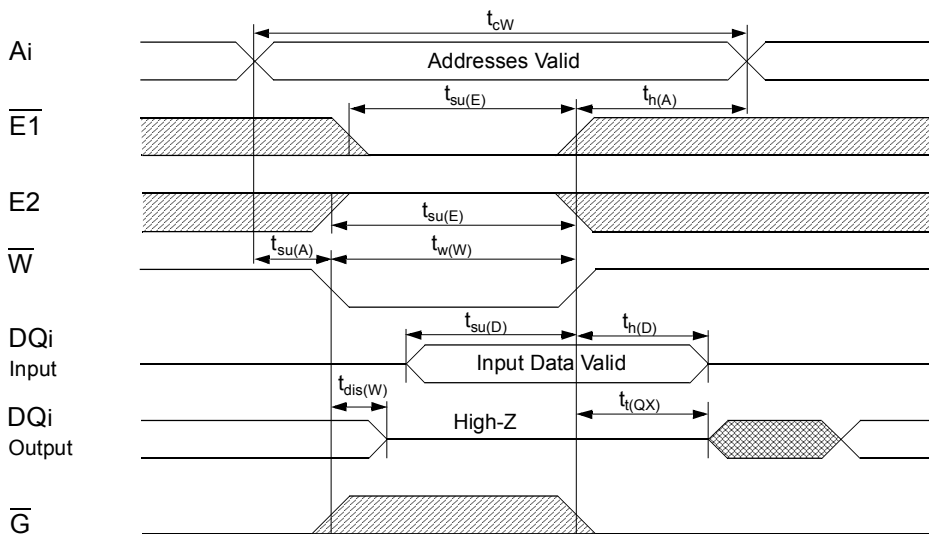 t_cW
Ai
Addresses Valid
t_su(E)
t_h(A)
E1
E2
t_su(E)
t_su(A)
t_w(W)
W
DQi
Input
t_su(D)
t_h(D)
Input Data Valid
t_dis(W)
t_t(QX)
DQi
Output
High-Z
G